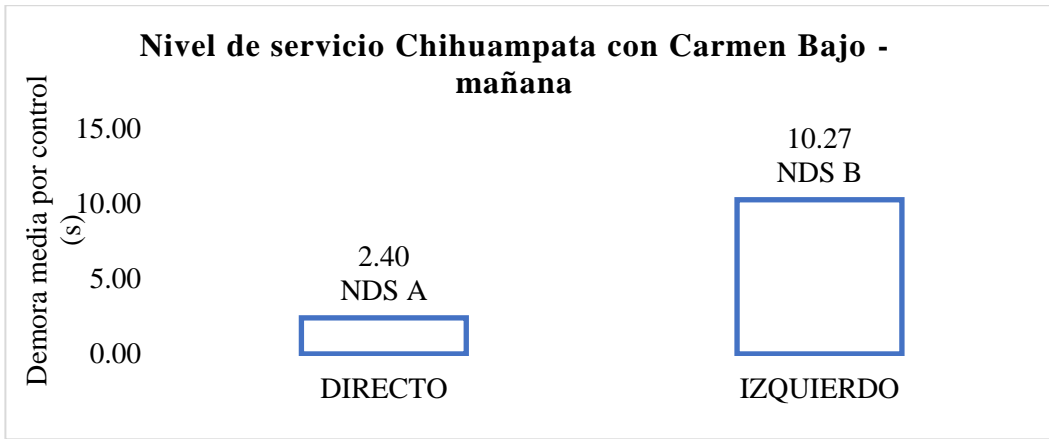 Nivel de servicio Chihuampata con Carmen Bajo -
mañana
Demora media por control
(s)
15.00
10.00
5.00
0.00
2.40
NDS A
10.27
NDS B
DIRECTO
IZQUIERDO